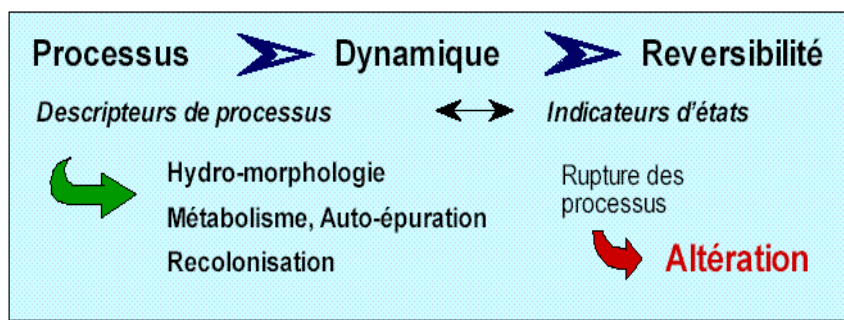 Processus Dynamique Reversibilité
Descripteurs de processus Indicateurs d'états
Hydro-morphologie
Métabolisme, Auto-épuration
Recolonisation
Rupture des
processus
Altération